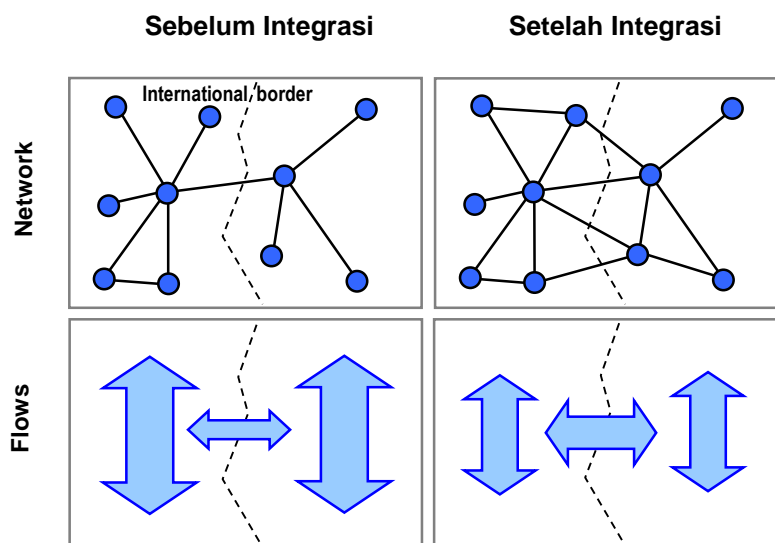 Sebelum Integrasi
Setelah Integrasi
International border
Network
Flows